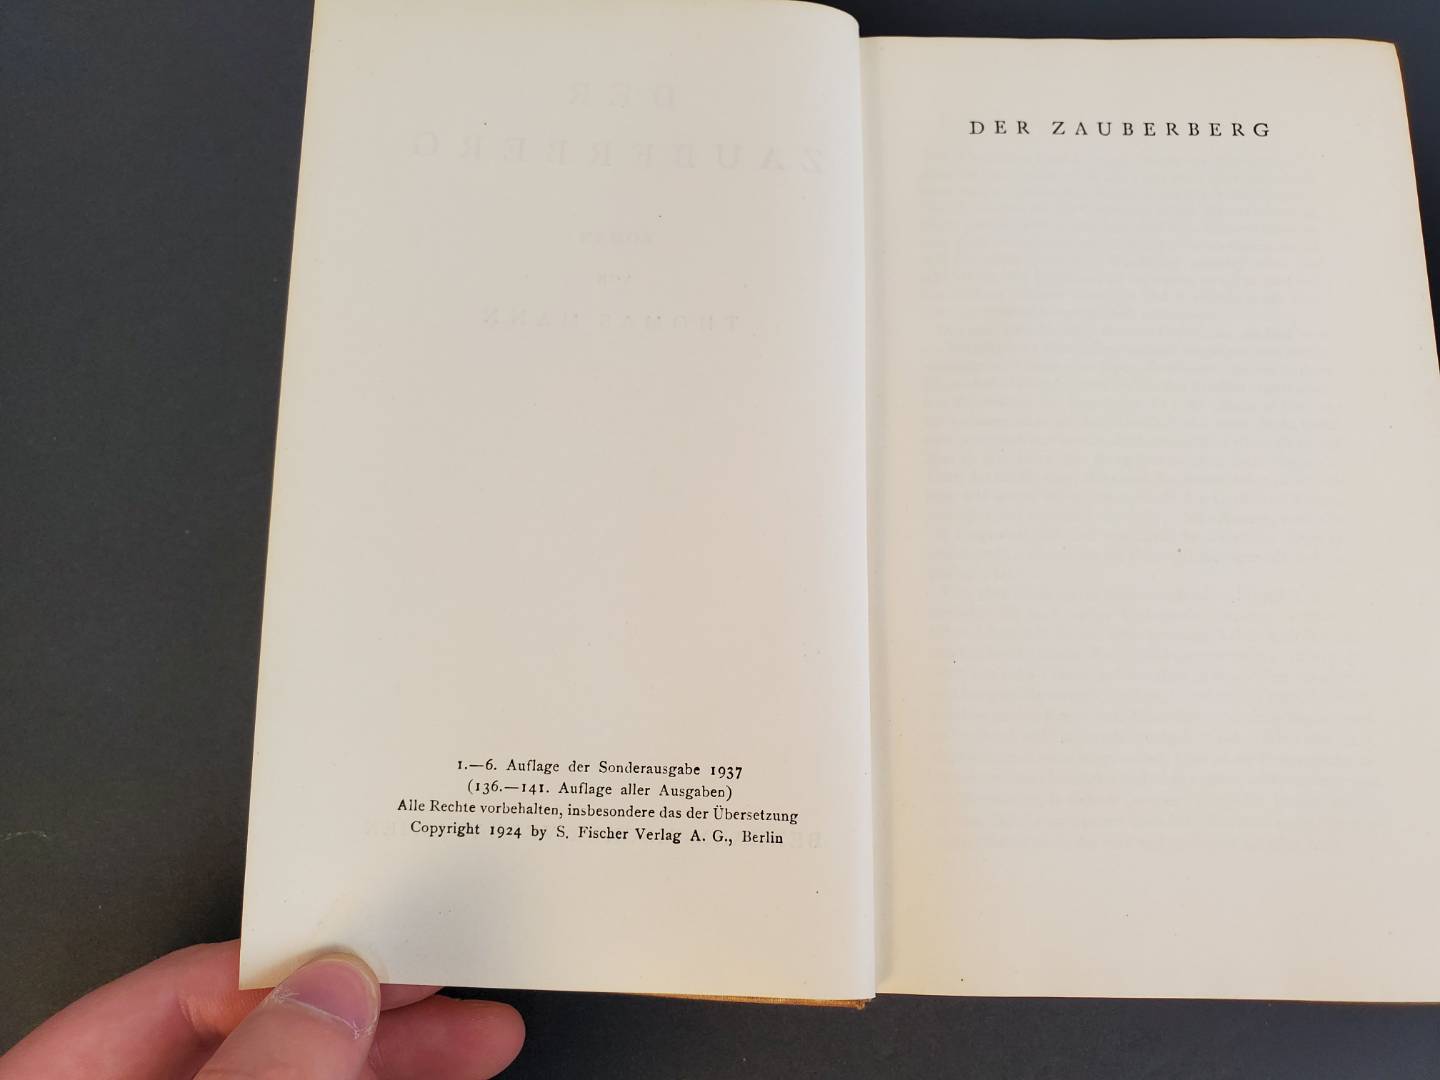 1.—6. Auflage der Sonderausgabe 1937
(136.—141. Auflage aller Ausgaben)
Alle Rechte vorbehalten, insbesondere das der Übersetzung
Copyright 1924 by S. Fischer Verlag A. G., Berlin
DER ZAUBERBERG